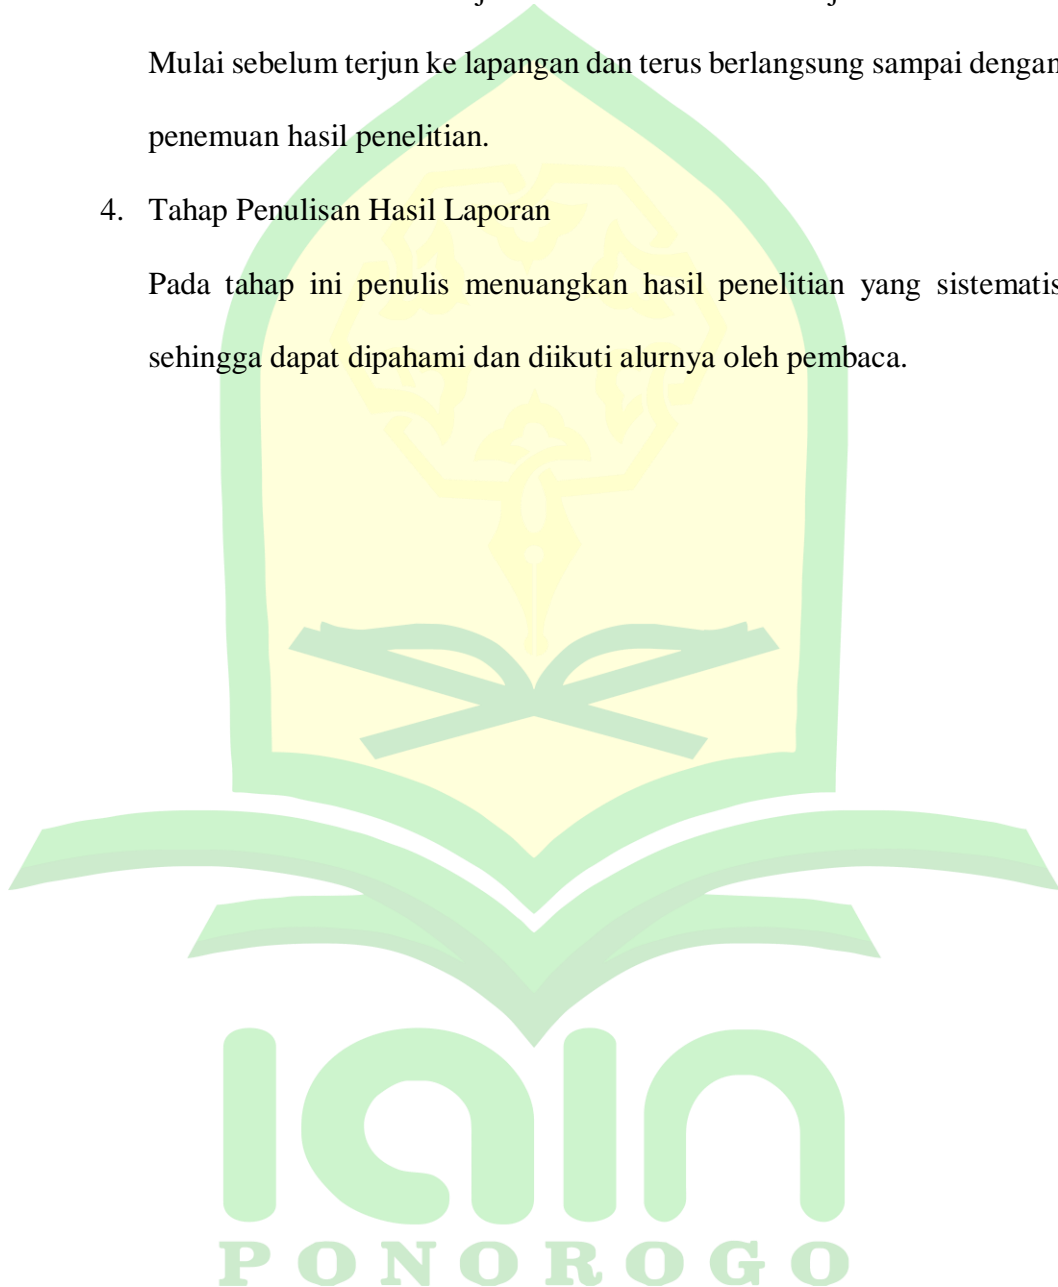 Mulai sebelum terjun ke lapangan dan terus berlangsung sampai dengan
penemuan hasil penelitian.
4. Tahap Penulisan Hasil Laporan
Pada tahap ini penulis menuangkan hasil penelitian yang sistematis
sehingga dapat dipahami dan diikuti alurnya oleh pembaca.
iain
PONOROGO